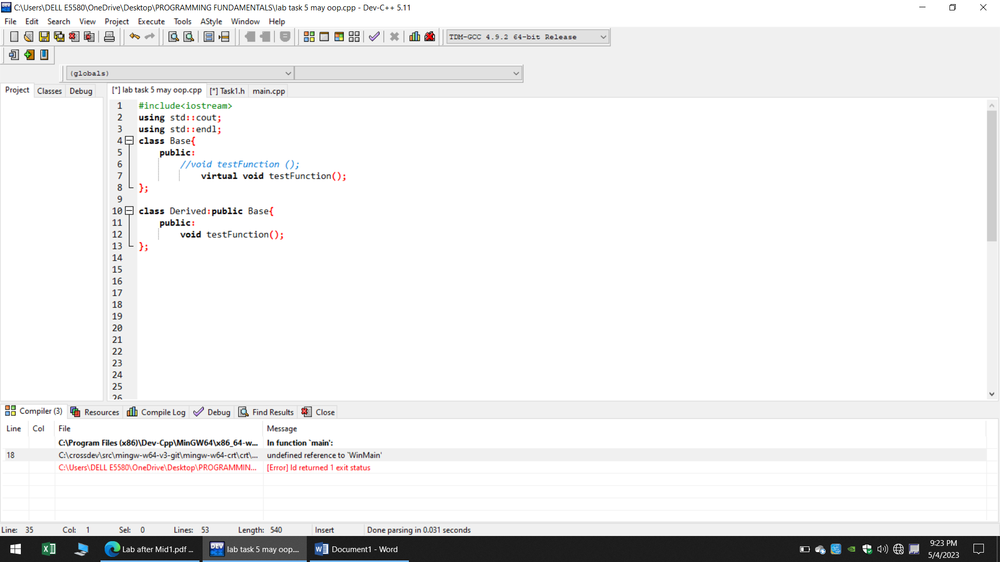 C:\Users\DELL E5580\OneDrive\Desktop\PROGRAMMING FUNDAMENTALS\lab task 5 may oop.cpp - Dev-C++ 5.11
File Edit Search View Project Execute Tools AStyle Window Help
TDM-GCC 4.9.2 64-bit Release
(globals)
Project Classes Debug [*] lab task 5 may oop.cpp [*] Task1.h main.cpp
1 #include<iostream>
2 using std::cout;
3 using std::endl;
4 class Base{
5 public:
6 //void testFunction ();
7 virtual void testFunction();
8 };
9
10 class Derived:public Base{
11 public:
12 void testFunction();
13 };
14
15
16
17
18
19
20
21
22
23
24
25
26
Compiler (3) Resources Compile Log Debug Find Results Close
Line Col File Message
C:\Program Files (x86)\Dev-Cpp\MinGW64\x86_64-w... In function `main':
18 C:\crossdev\src\mingw-w64-v3-git\mingw-w64-crt\crt\... undefined reference to `WinMain'
C:\Users\DELL E5580\OneDrive\Desktop\PROGRAMMIN... [Error] ld returned 1 exit status
Line: 35 Col: 1 Sel: 0 Lines: 53 Length: 540 Insert Done parsing in 0.031 seconds
Lab after Mid1.pdf ... DEV lab task 5 may oop.... Document1 - Word
9:23 PM
5/4/2023